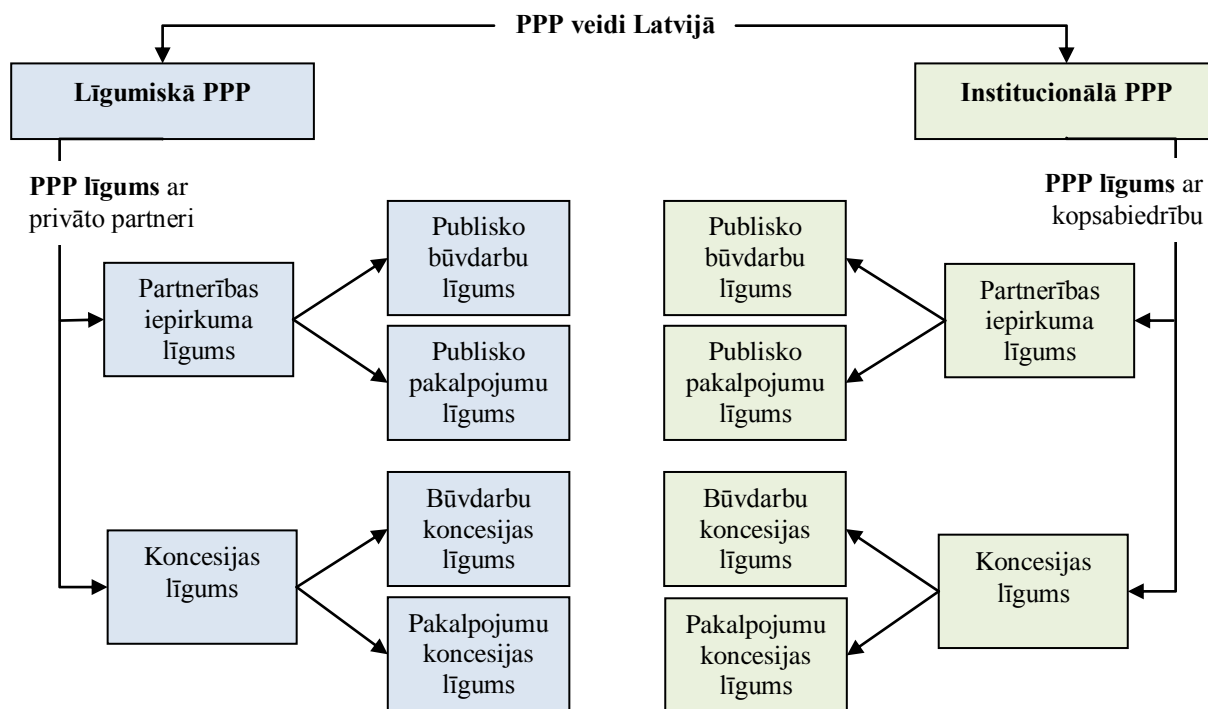 PPP veidi Latvijā
Līgumiskā PPP
PPP līgums ar
privāto partneri
Partnerības
iepirkuma
līgums
Publisko
būvdarbu
līgums
Publisko
pakalpojumu
līgums
Koncesijas
līgums
Būvdarbu
koncesijas
līgums
Pakalpojumu
koncesijas
līgums
Institucionālā PPP
PPP līgums ar
kopsabiedrību
Publisko
būvdarbu
līgums
Publisko
pakalpojumu
līgums
Partnerības
iepirkuma
līgums
Būvdarbu
koncesijas
līgums
Pakalpojumu
koncesijas
līgums
Koncesijas
līgums